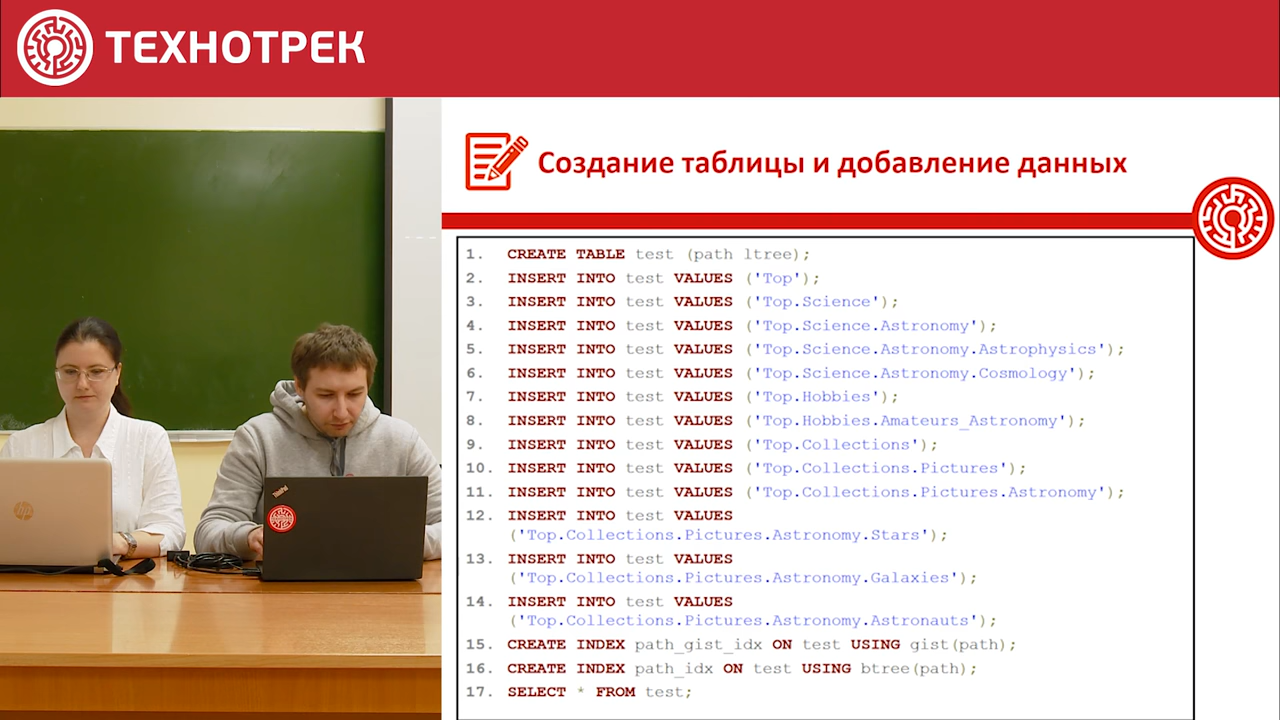 ТЕХНОТРЕК
Создание таблицы и добавление данных
1. CREATE TABLE test (path ltree);
2. INSERT INTO test VALUES ('Top');
3. INSERT INTO test VALUES ('Top.Science');
4. INSERT INTO test VALUES ('Top.Science.Astronomy');
5. INSERT INTO test VALUES ('Top.Science.Astronomy.Astrophysics');
6. INSERT INTO test VALUES ('Top.Science.Astronomy.Cosmology');
7. INSERT INTO test VALUES ('Top.Hobbies');
8. INSERT INTO test VALUES ('Top.Hobbies.Amateurs_Astronomy');
9. INSERT INTO test VALUES ('Top.Collections');
10. INSERT INTO test VALUES ('Top.Collections.Pictures');
11. INSERT INTO test VALUES ('Top.Collections.Pictures.Astronomy');
12. INSERT INTO test VALUES
('Top.Collections.Pictures.Astronomy.Stars');
13. INSERT INTO test VALUES
('Top.Collections.Pictures.Astronomy.Galaxies');
14. INSERT INTO test VALUES
('Top.Collections.Pictures.Astronomy.Astronauts');
15. CREATE INDEX path_gist_idx ON test USING gist(path);
16. CREATE INDEX path_idx ON test USING btree(path);
17. SELECT * FROM test;
hp
ThinkPad